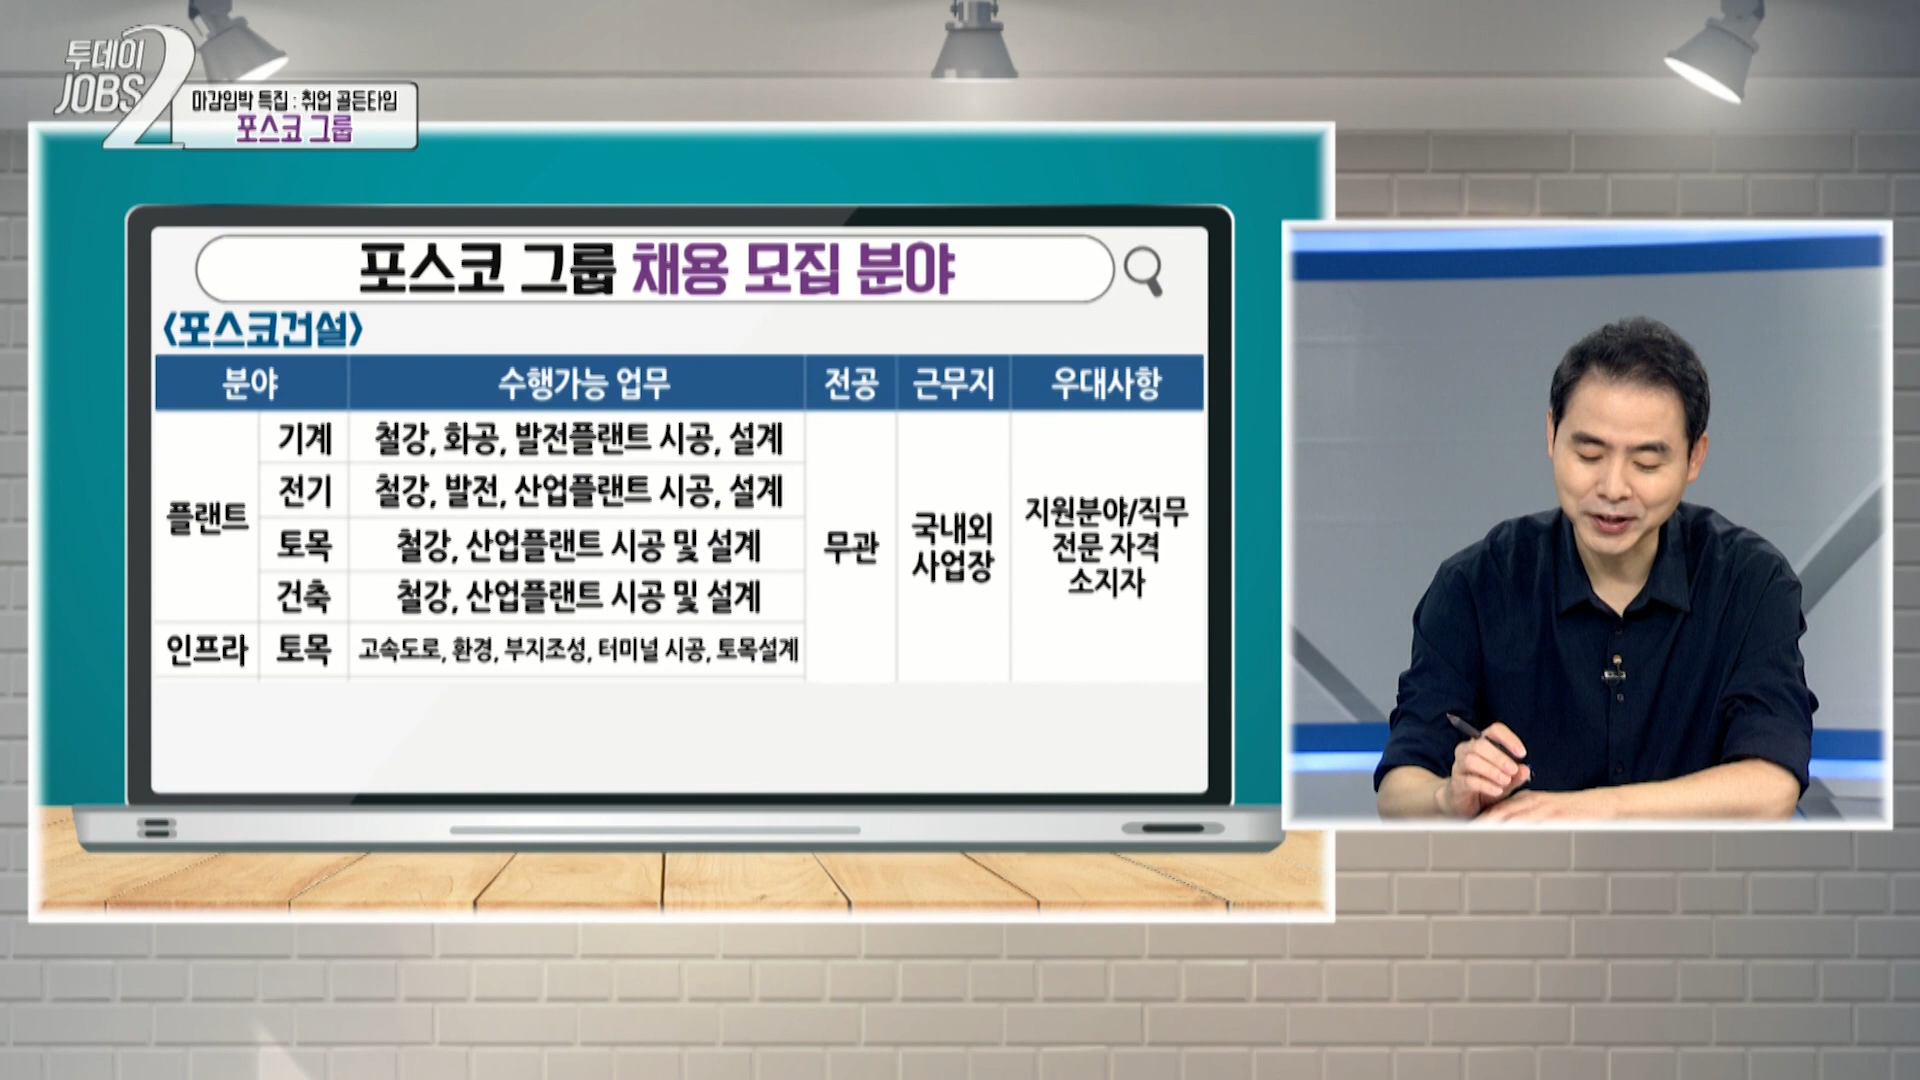 투데이
JOBS 2
마감임박 특집 : 취업 골든타임
포스코 그룹
포스코 그룹 채용 모집 분야
<포스코건설>
분야 수행가능 업무 전공 근무지 우대사항
플랜트
기계 철강, 화공, 발전플랜트 시공, 설계
전기 철강, 발전, 산업플랜트 시공, 설계
토목 철강, 산업플랜트 시공 및 설계
건축 철강, 산업플랜트 시공 및 설계
인프라 토목 고속도로, 환경, 부지조성, 터미널 시공, 토목설계
무관
국내외
사업장
지원분야/직무
전문 자격
소지자